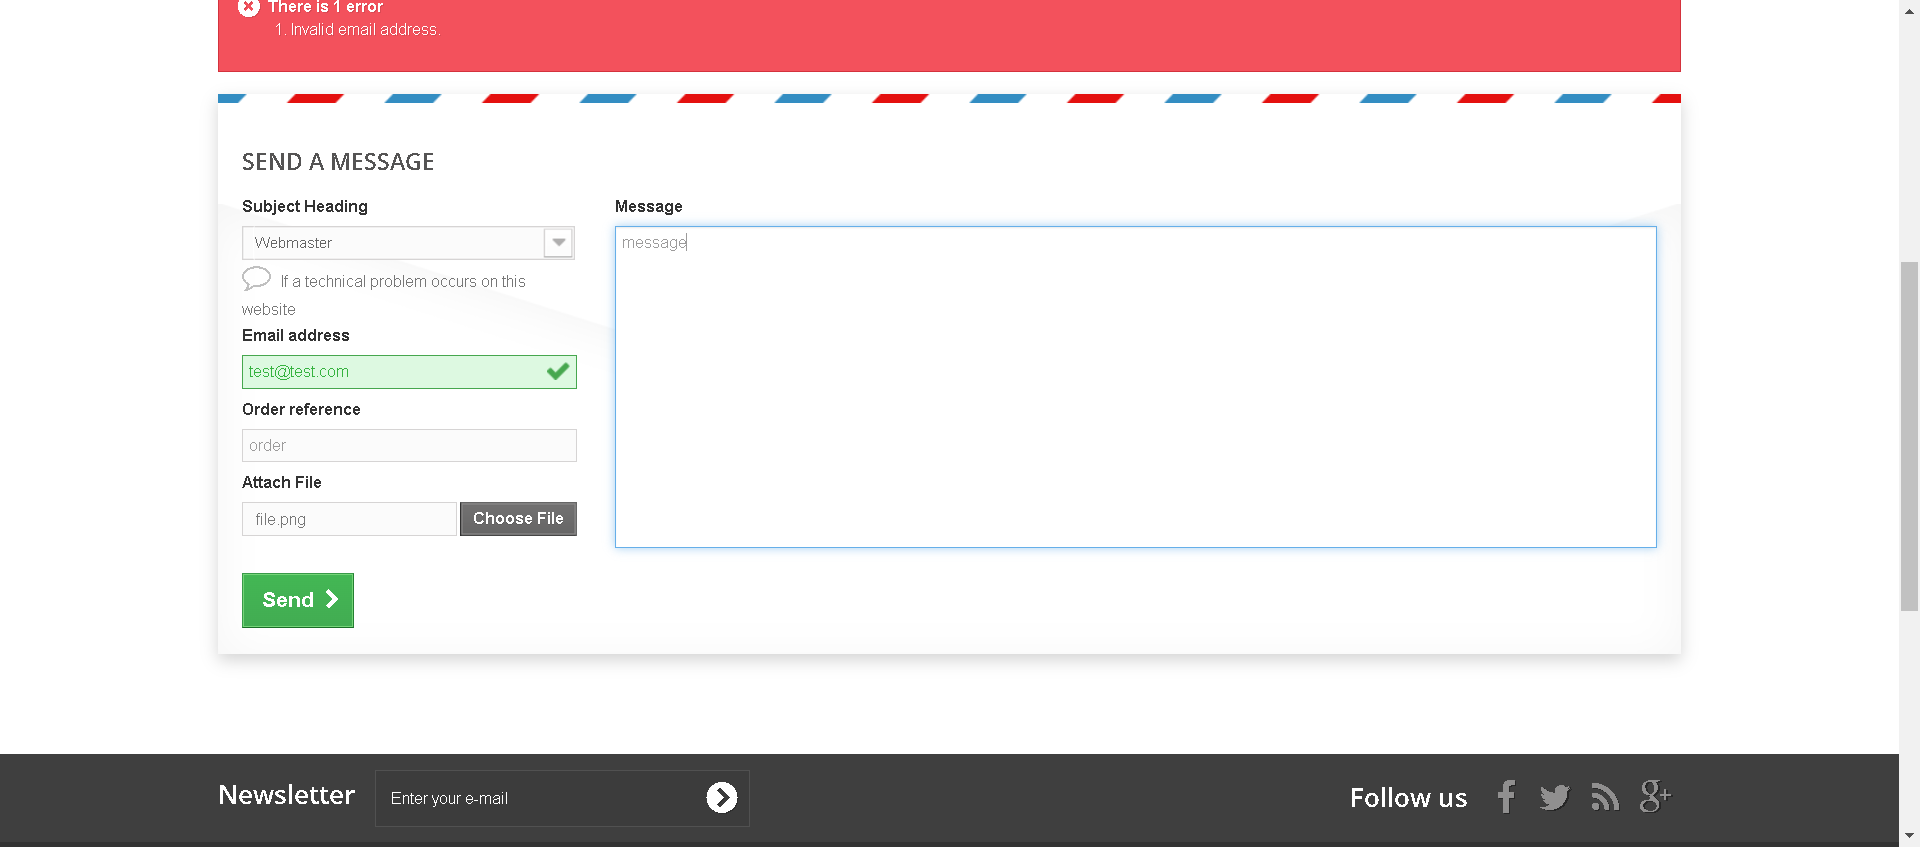 There is 1 error
1. Invalid email address.
SEND A MESSAGE
Subject Heading
Webmaster
If a technical problem occurs on this
website
Email address
test@test.com
Order reference
order
Attach File
file.png
Choose File
Send
Message
message
Newsletter
Enter your e-mail
Follow us
g+